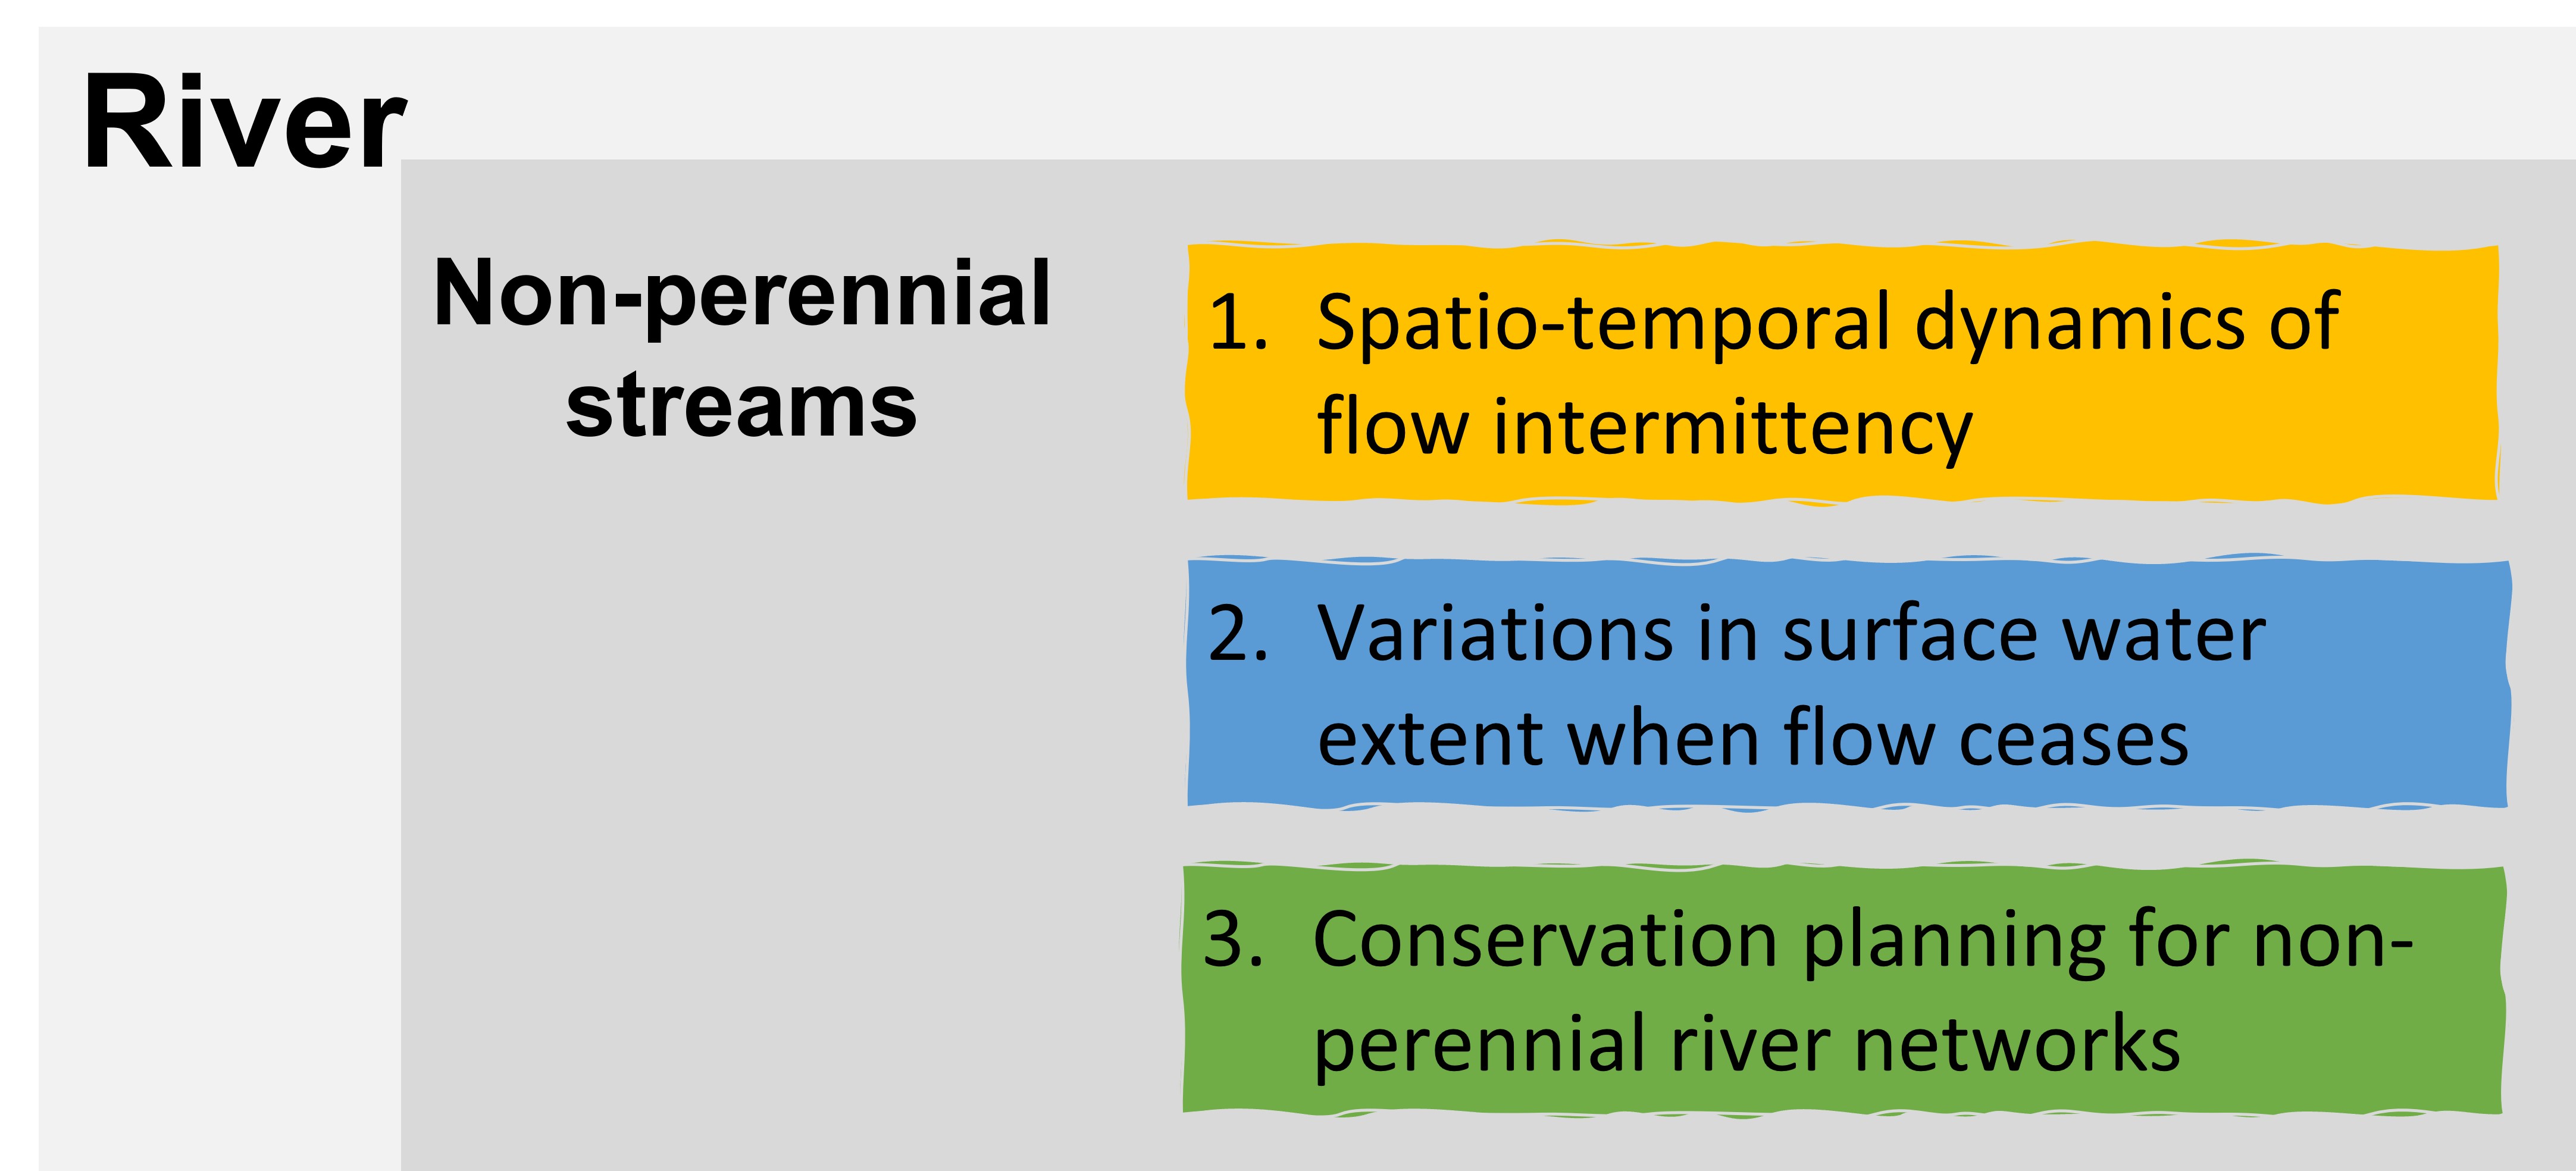 River
Non-perennial
streams
1. Spatio-temporal dynamics of
flow intermittency
2. Variations in surface water
extent when flow ceases
3. Conservation planning for non-
perennial river networks